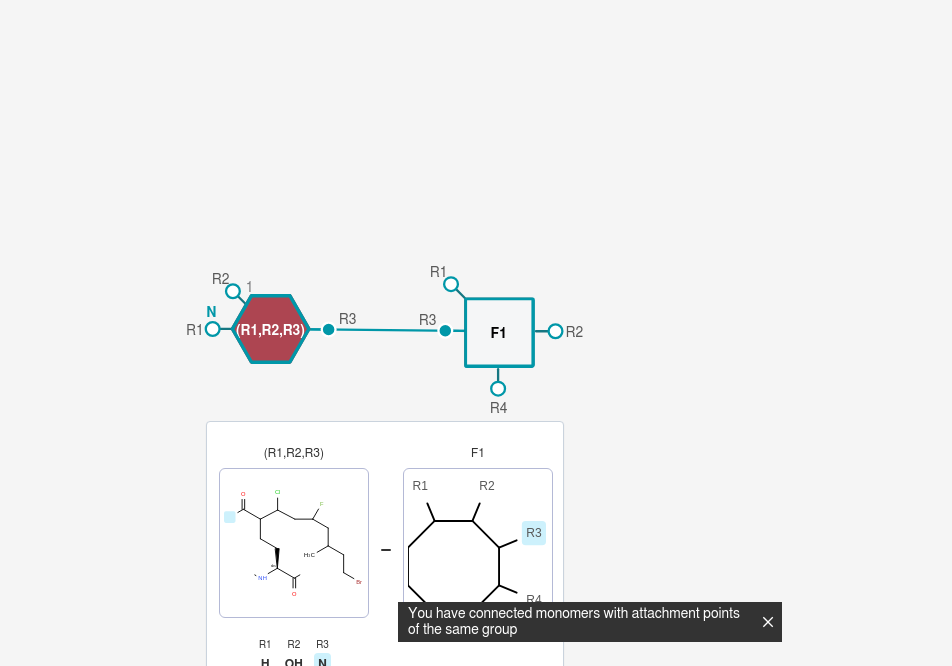 R1
R2
1
N
R1
(R1,R2,R3)
R3
R3
F1
R2
R4
(R1,R2,R3)
F1
O
Cl
F
H₃C
Br
NH
O
R1
R2
R3
R4
You have connected monomers with attachment points
of the same group
R1 R2 R3
H OH N